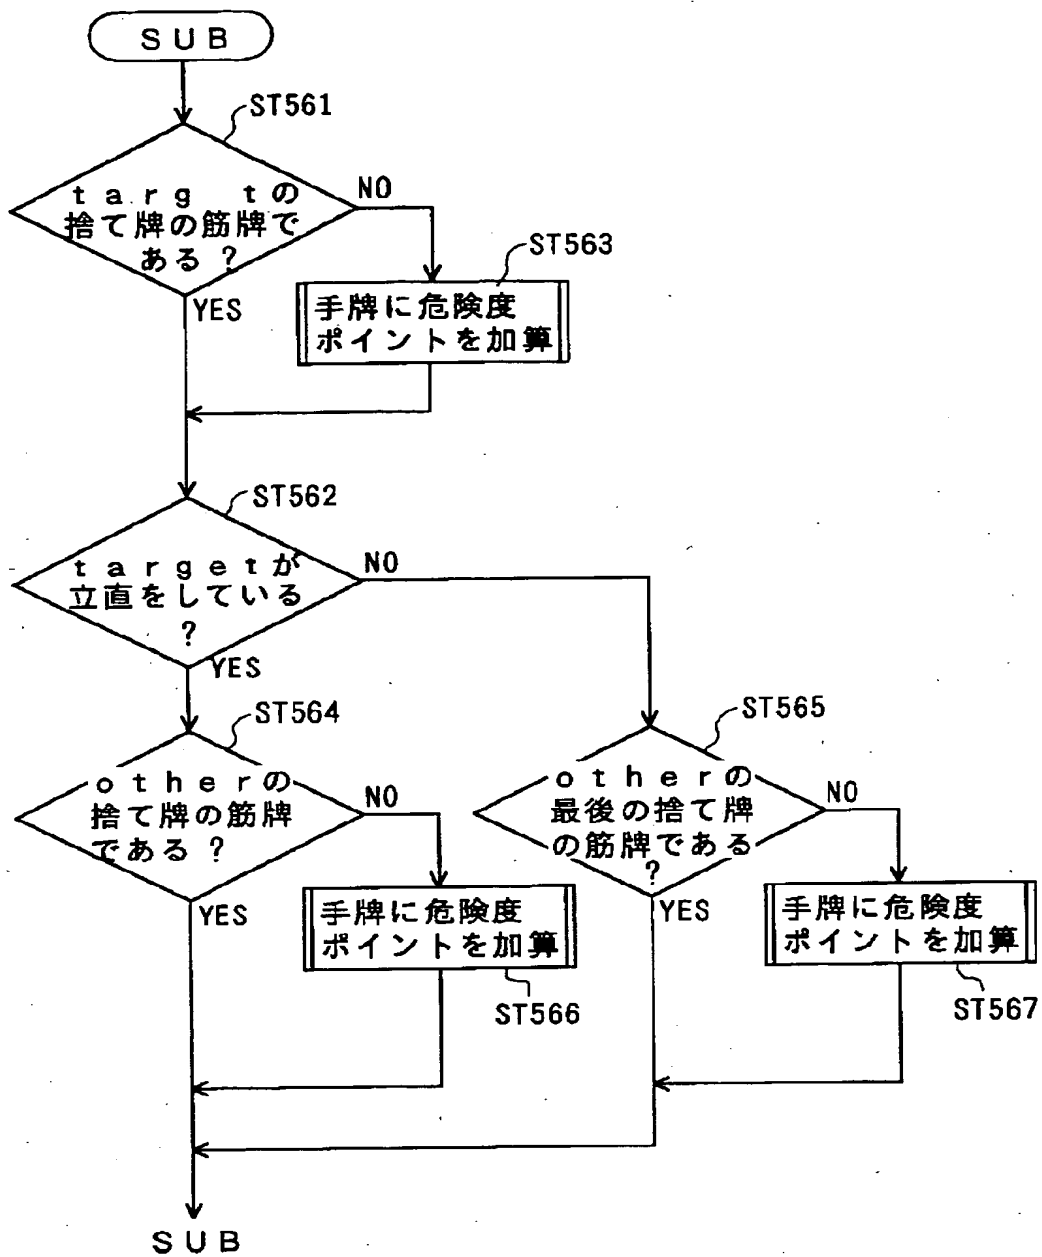 SUB
ST561
targ tの
捨て牌の筋牌で
ある?
NO
YES
ST563
手牌に危険度
ポイントを加算
ST562
targetが
立直をしている
?
NO
YES
ST564
otherの
捨て牌の筋牌
である?
NO
YES
手牌に危険度
ポイントを加算
ST566
ST565
otherの
最後の捨て牌
の筋牌である
?
NO
YES
手牌に危険度
ポイントを加算
ST567
SUB